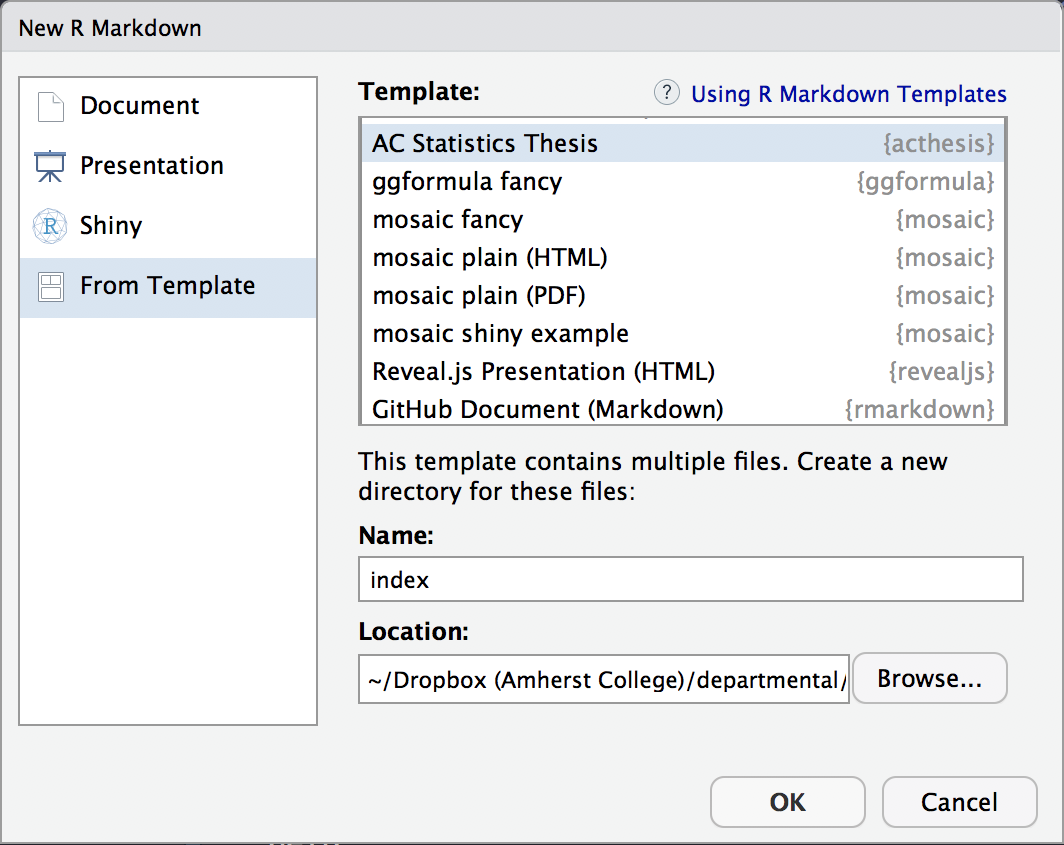 New R Markdown
Document
Presentation
Shiny
From Template
Template:
? Using R Markdown Templates
AC Statistics Thesis {acthesis}
ggformula fancy {ggformula}
mosaic fancy {mosaic}
mosaic plain (HTML) {mosaic}
mosaic plain (PDF) {mosaic}
mosaic shiny example {mosaic}
Reveal.js Presentation (HTML) {revealjs}
GitHub Document (Markdown) {rmarkdown}
This template contains multiple files. Create a new
directory for these files:
Name:
index
Location:
~/Dropbox (Amherst College)/departmental/
Browse...
OK
Cancel